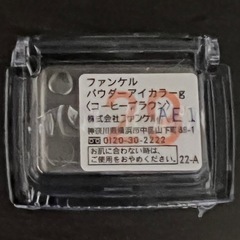 ファンケル
パウダーアイカラーg
〈コーヒーブラウン〉
株式会社ファンケル AE1
神奈川県横浜市中区山下町89-1
0120-30-2222
お肌に合わない時は、
ご使用をおやめください。 22-A